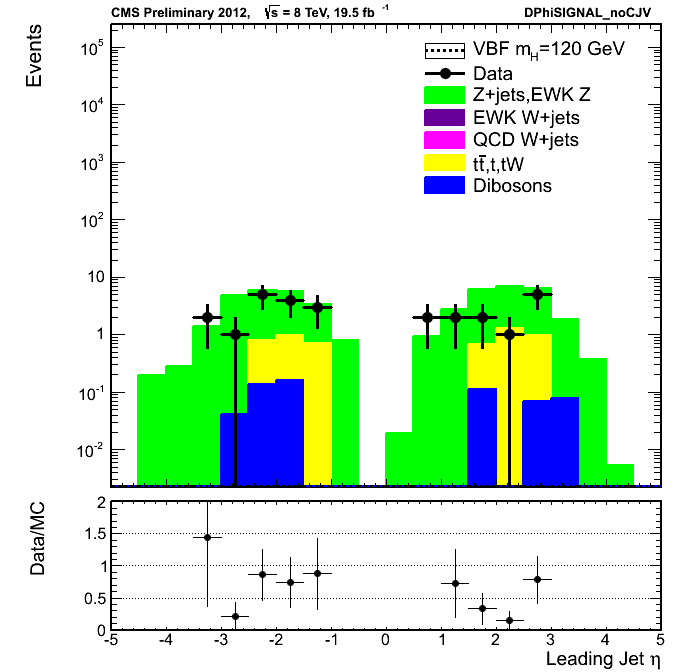 CMS Preliminary 2012, √s = 8 TeV, 19.5 fb⁻¹ DPhiSIGNAL_noCJV
Events
10⁵
10⁴
10³
10²
10
1
10⁻¹
10⁻²
VBF m_H=120 GeV
Data
Z+jets,EWK Z
EWK W+jets
QCD W+jets
tt̄,t,tW
Dibosons
Data/MC
2
1.5
1
0.5
0
-5 -4 -3 -2 -1 0 1 2 3 4 5
Leading Jet η